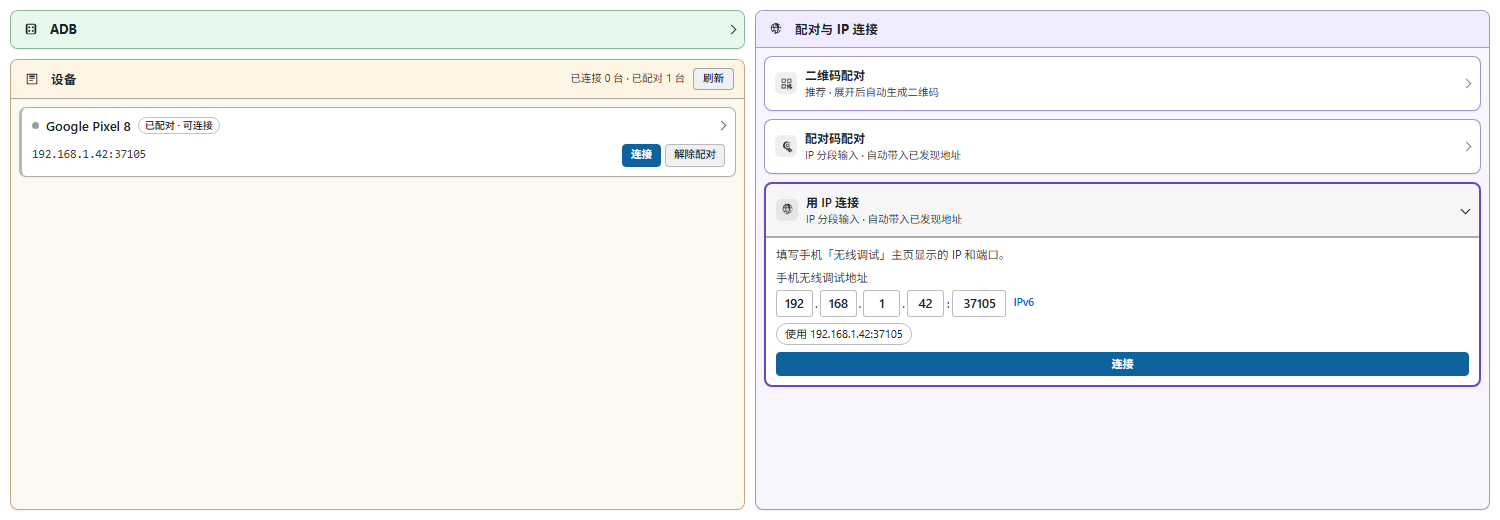 ADB
设备
已连接 0 台 · 已配对 1 台
刷新
Google Pixel 8
已配对 · 可连接
192.168.1.42:37105
连接
解除配对
配对与 IP 连接
二维码配对
推荐 · 展开后自动生成二维码
配对码配对
IP 分段输入 · 自动带入已发现地址
用 IP 连接
IP 分段输入 · 自动带入已发现地址
填写手机「无线调试」主页显示的 IP 和端口。
手机无线调试地址
192 . 168 . 1 . 42 : 37105 IPv6
使用 192.168.1.42:37105
连接